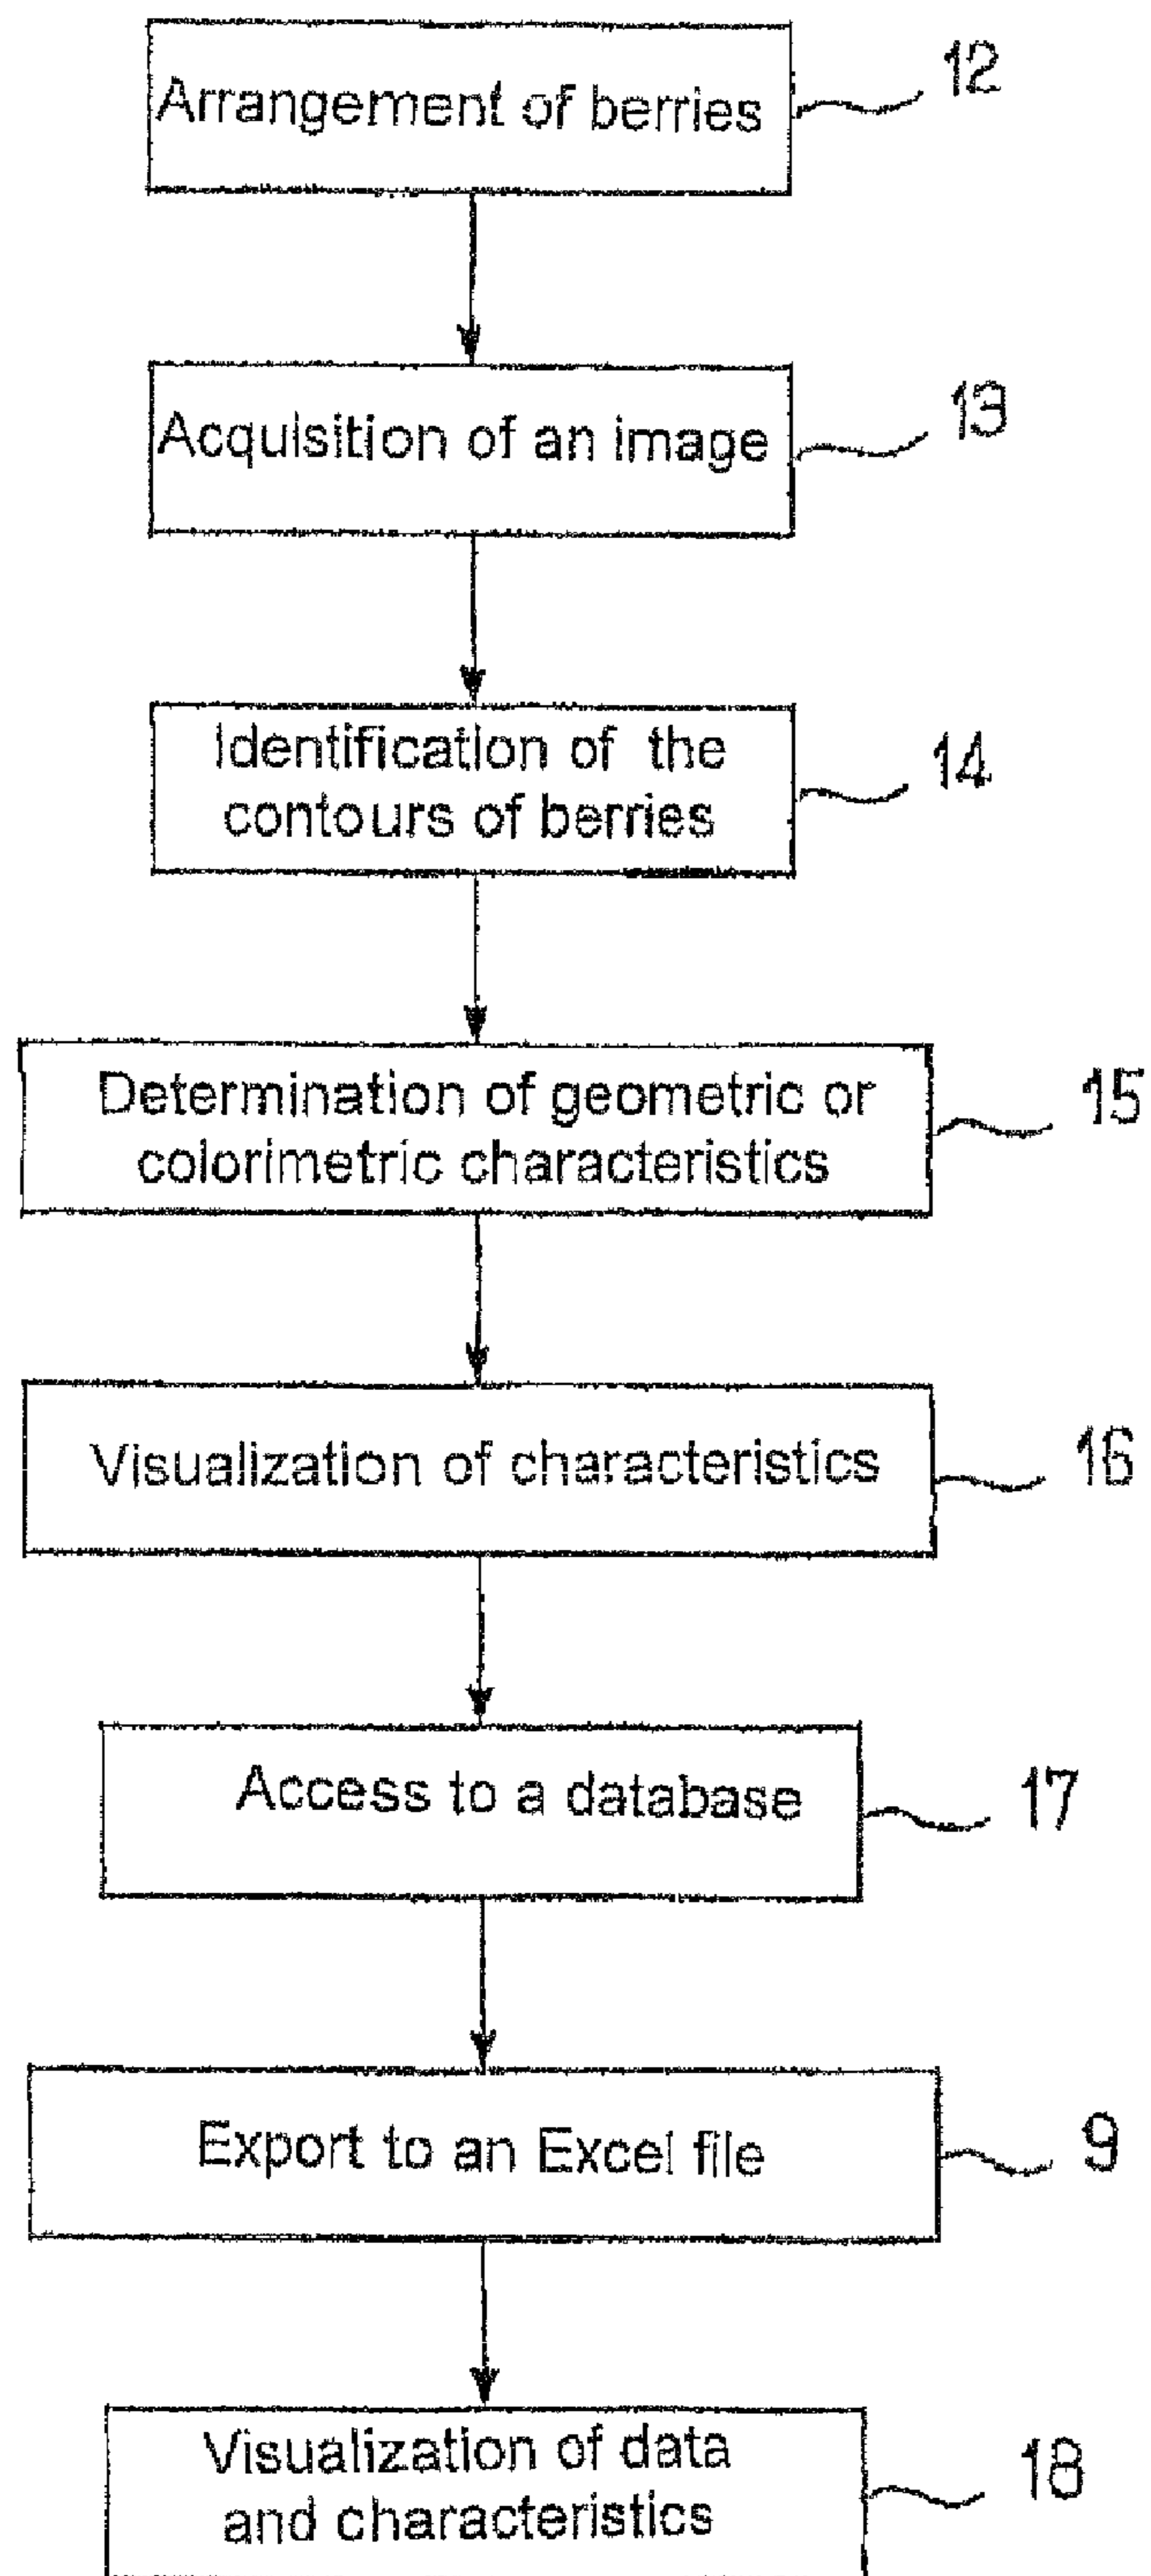 Arrangement of berries
12
Acquisition of an image
13
Identification of the
contours of berries
14
Determination of geometric or
colorimetric characteristics
15
Visualization of characteristics
16
Access to a database
17
Export to an Excel file
9
Visualization of data
and characteristics
18